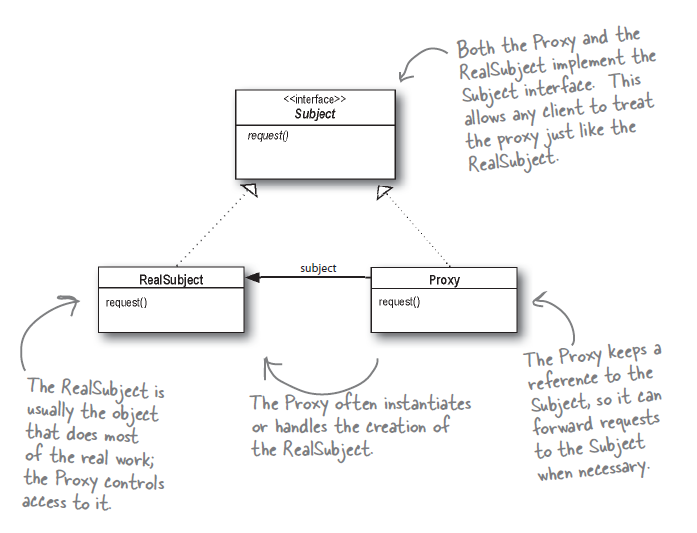 Both the Proxy and the
RealSubject implement the
Subject interface. This
allows any client to treat
the proxy just like the
RealSubject.
<<interface>>
Subject
request()
subject
RealSubject
request()
Proxy
request()
The RealSubject is
usually the object
that does most
of the real work;
the Proxy controls
access to it.
The Proxy often instantiates
or handles the creation of
the RealSubject.
The Proxy keeps a
reference to the
Subject, so it can
forward requests
to the Subject
when necessary.